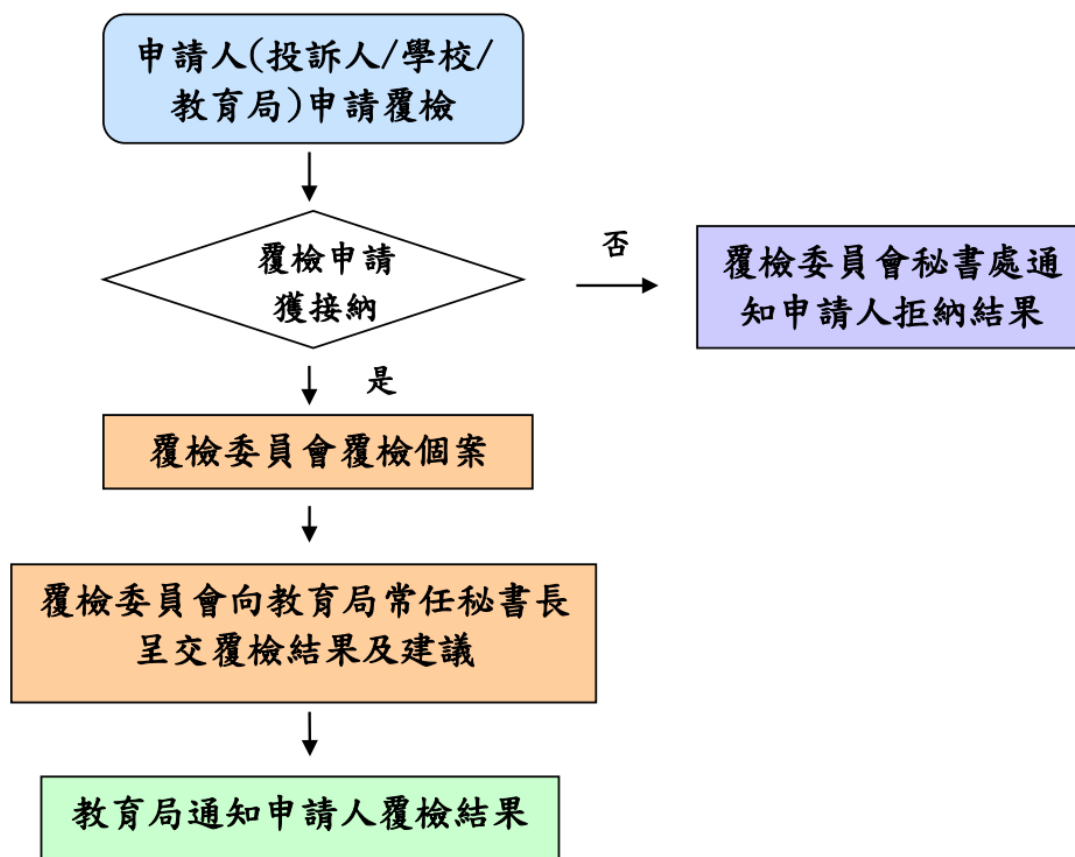 申請人(投訴人/學校/
教育局)申請覆檢
覆檢申請
獲接納
否
覆檢委員會秘書處通
知申請人拒納結果
是
覆檢委員會覆檢個案
覆檢委員會向教育局常任秘書長
呈交覆檢結果及建議
教育局通知申請人覆檢結果